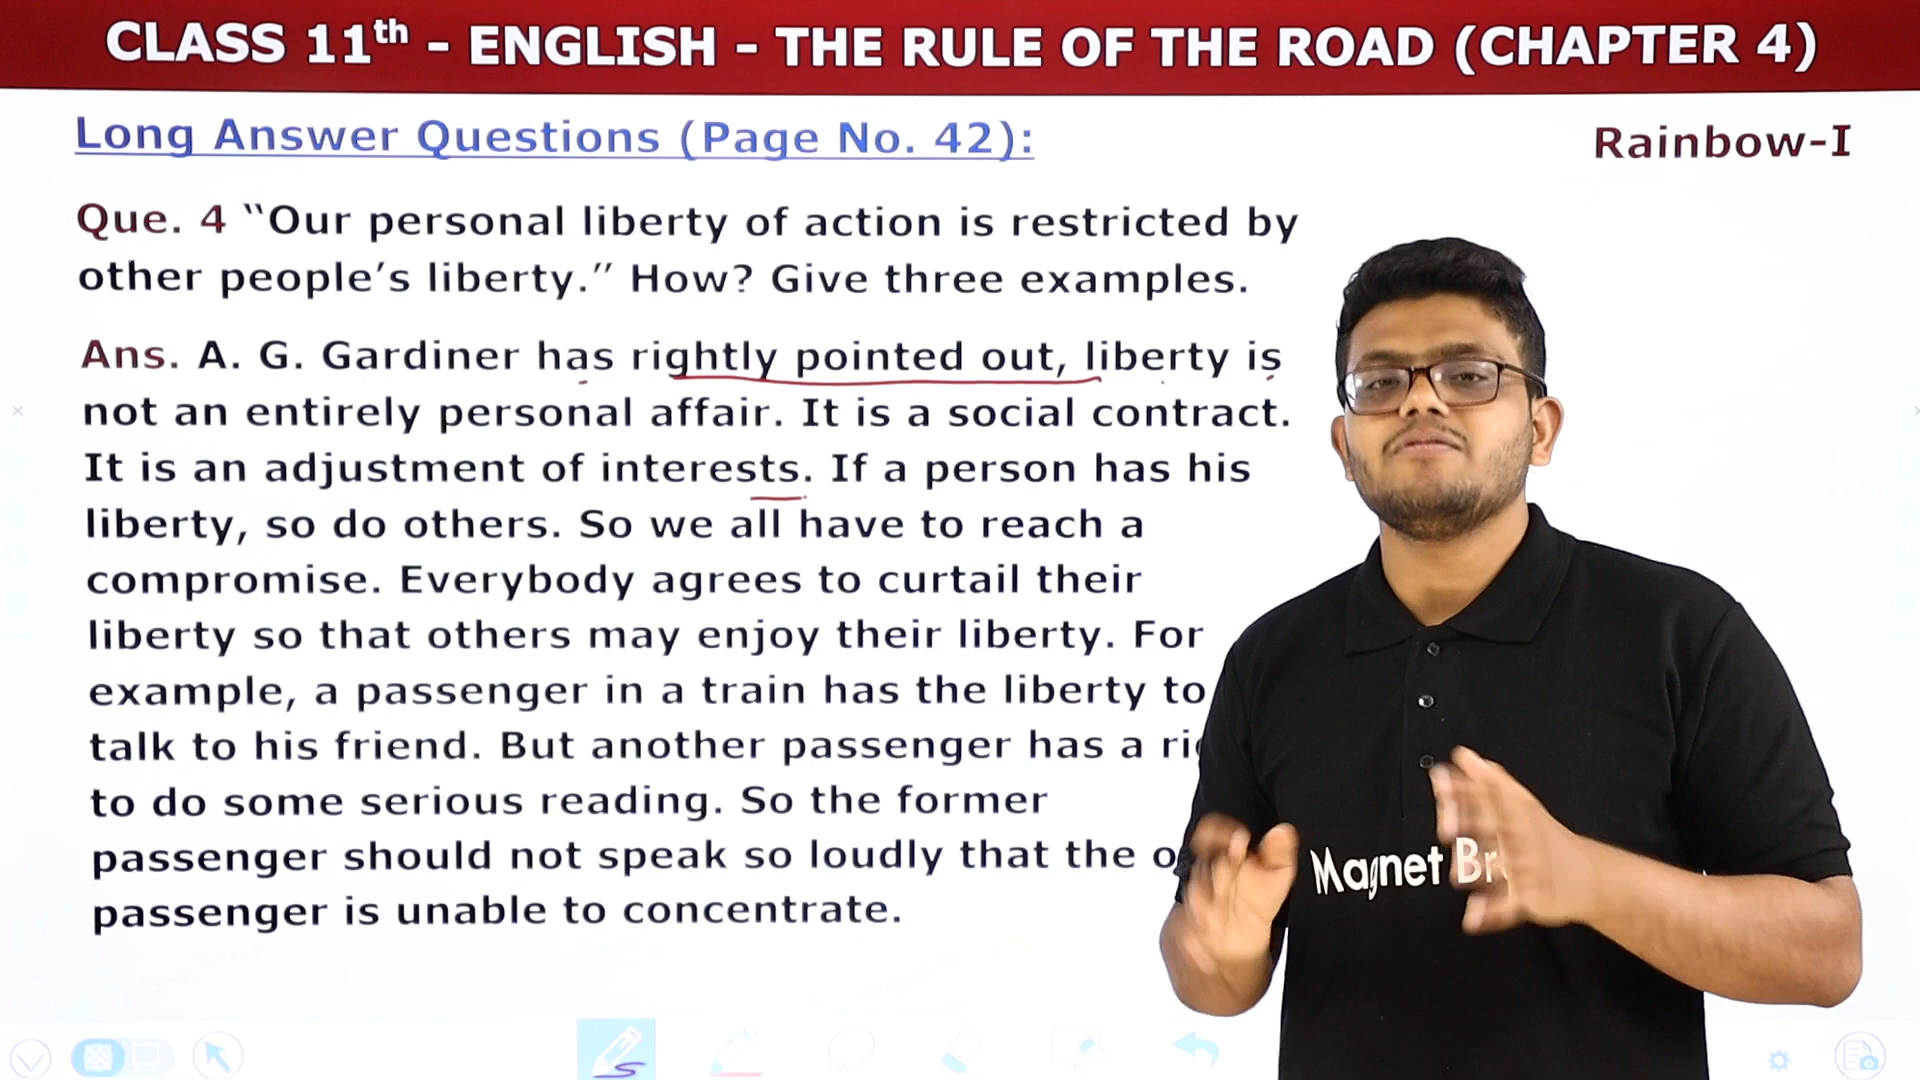 CLASS 11th - ENGLISH - THE RULE OF THE ROAD (CHAPTER 4)
Long Answer Questions (Page No. 42):
Rainbow-I
Que. 4 “Our personal liberty of action is restricted by
other people’s liberty.” How? Give three examples.
Ans. A. G. Gardiner has rightly pointed out, liberty is
not an entirely personal affair. It is a social contract.
It is an adjustment of interests. If a person has his
liberty, so do others. So we all have to reach a
compromise. Everybody agrees to curtail their
liberty so that others may enjoy their liberty. For
example, a passenger in a train has the liberty to
talk to his friend. But another passenger has a
to do some serious reading. So the former
passenger should not speak so loudly that the
passenger is unable to concentrate.
Magnet